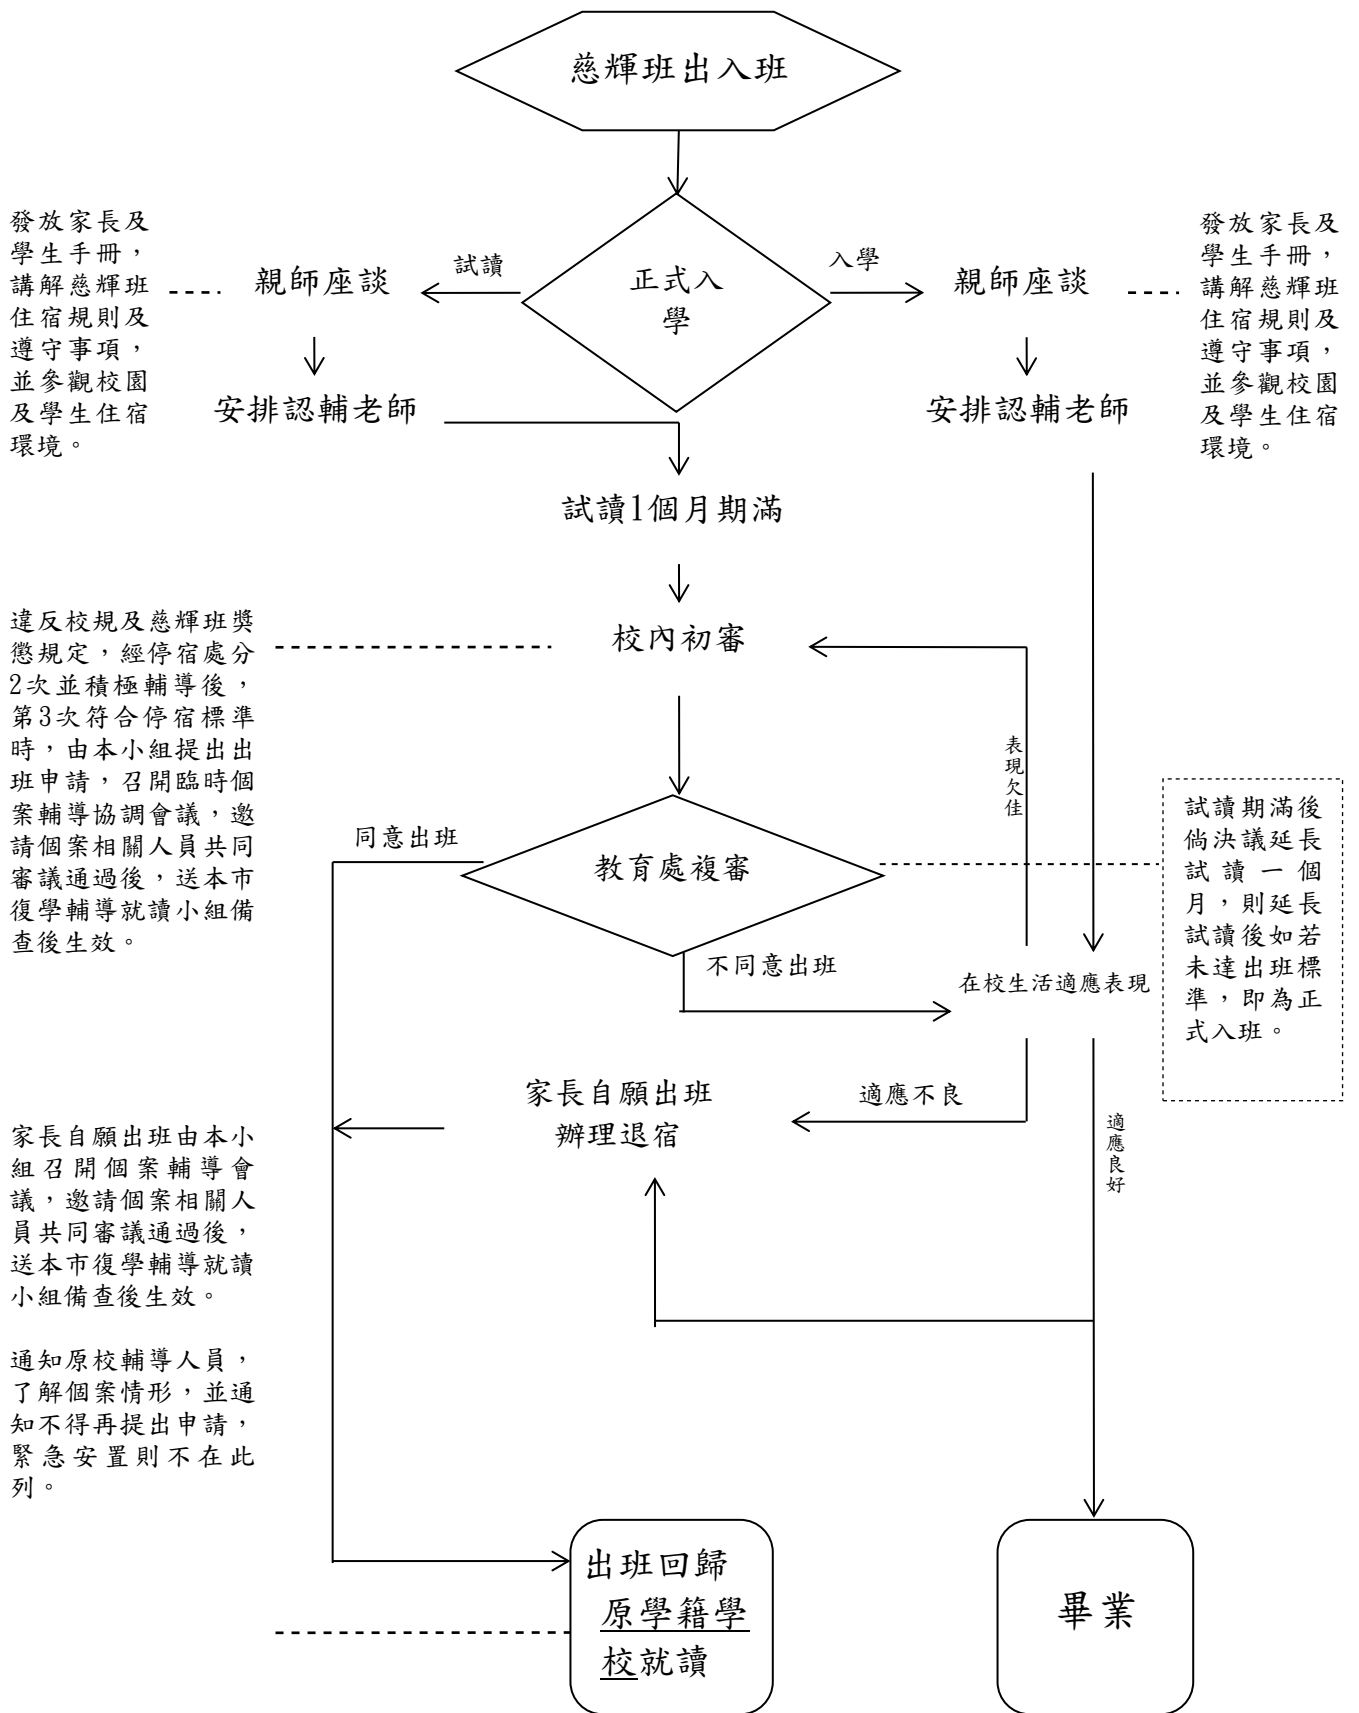 慈輝班出入班
發放家長及
學生手冊，
講解慈輝班
住宿規則及
遵守事項，
並參觀校園
及學生住宿
環境。
親師座談
試讀
正式入
學
入學
親師座談
發放家長及
學生手冊，
講解慈輝班
住宿規則及
遵守事項，
並參觀校園
及學生住宿
環境。
安排認輔老師
安排認輔老師
試讀1個月期滿
違反校規及慈輝班獎
懲規定，經停宿處分
2次並積極輔導後，
第3次符合停宿標準
時，由本小組提出出
班申請，召開臨時個
案輔導協調會議，邀
請個案相關人員共同
審議通過後，送本市
復學輔導就讀小組備
查後生效。
校內初審
表現欠佳
同意出班
教育處複審
試讀期滿後
倘決議延長
試讀一個
月，則延長
試讀後如若
未達出班標
準，即為正
式入班。
不同意出班
在校生活適應表現
家長自願出班
辦理退宿
適應不良
適應良好
家長自願出班由本小
組召開個案輔導會
議，邀請個案相關人
員共同審議通過後，
送本市復學輔導就讀
小組備查後生效。
通知原校輔導人員，
了解個案情形，並通
知不得再提出申請，
緊急安置則不在此
列。
出班回歸
原學籍學
校就讀
畢業